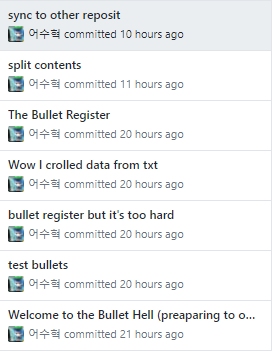 sync to other reposit
어수혁 committed 10 hours ago
split contents
어수혁 committed 11 hours ago
The Bullet Register
어수혁 committed 20 hours ago
Wow I crolled data from txt
어수혁 committed 20 hours ago
bullet register but it's too hard
어수혁 committed 20 hours ago
test bullets
어수혁 committed 20 hours ago
Welcome to the Bullet Hell (preaparing to o...
어수혁 committed 21 hours ago